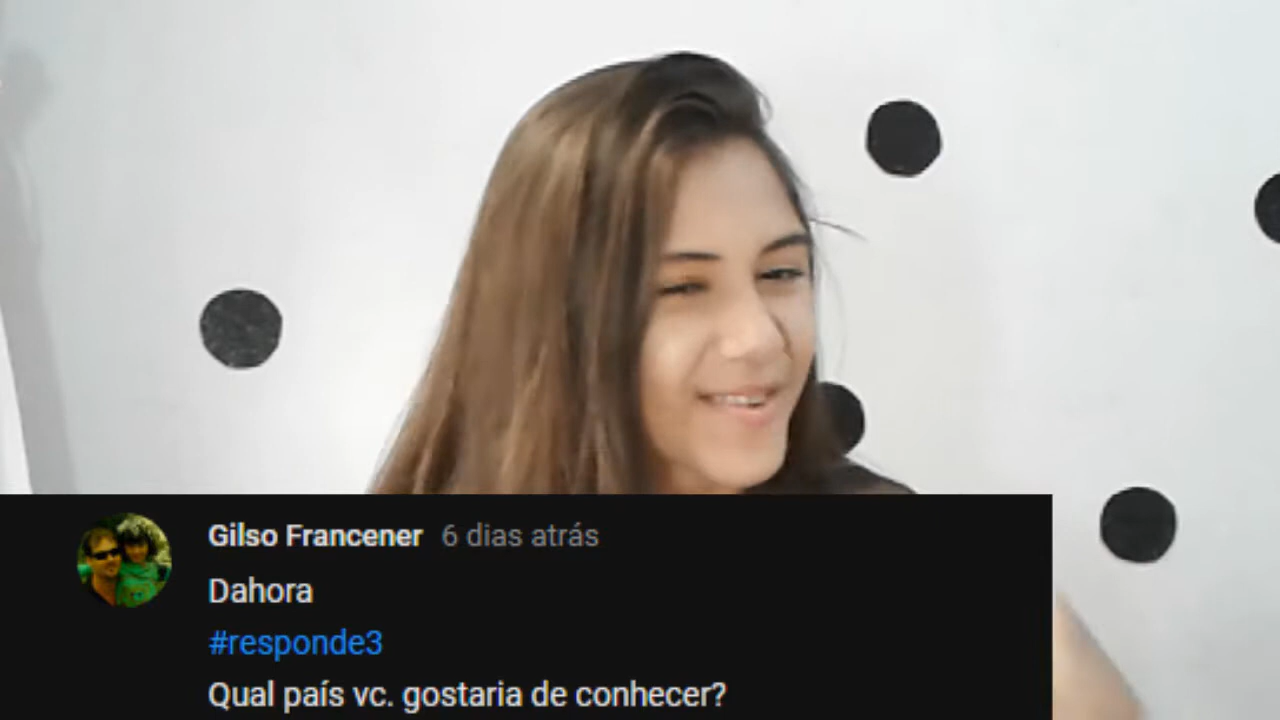 Gilso Francener 6 dias atrás
Dahora
#responde3
Qual país vc. gostaria de conhecer?